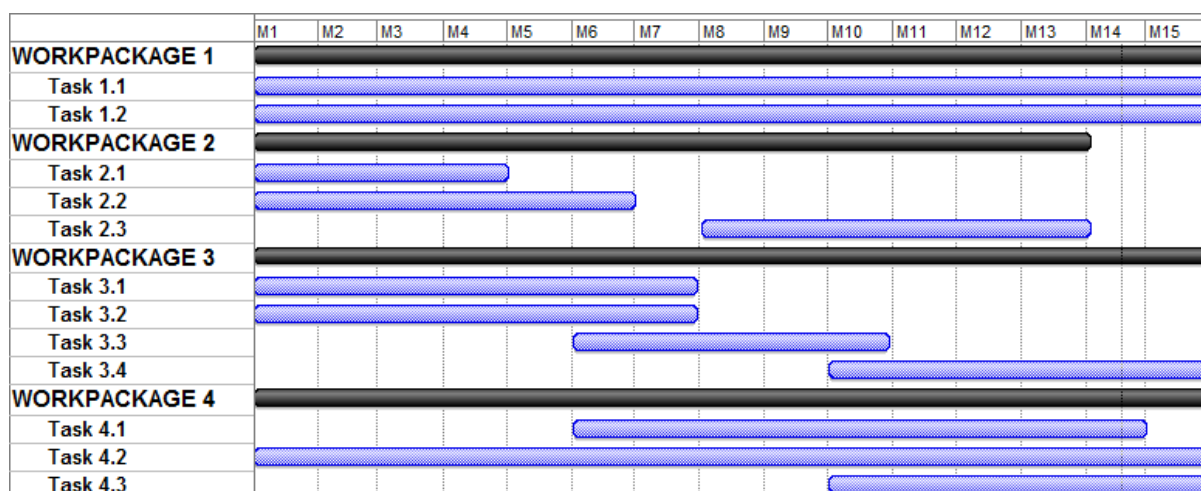 M1 M2 M3 M4 M5 M6 M7 M8 M9 M10 M11 M12 M13 M14 M15
WORKPACKAGE 1
Task 1.1
Task 1.2
WORKPACKAGE 2
Task 2.1
Task 2.2
Task 2.3
WORKPACKAGE 3
Task 3.1
Task 3.2
Task 3.3
Task 3.4
WORKPACKAGE 4
Task 4.1
Task 4.2
Task 4.3